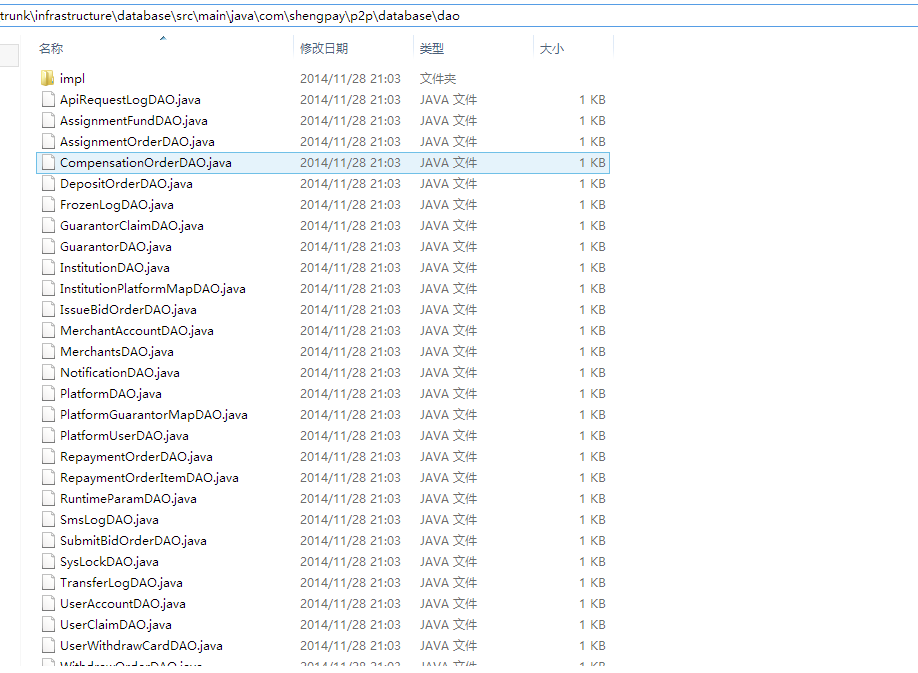 trunk\infrastructure\database\src\main\java\com\shengpay\p2p\database\dao
名称 修改日期 类型 大小
impl 2014/11/28 21:03 文件夹
ApiRequestLogDAO.java 2014/11/28 21:03 JAVA 文件 1 KB
AssignmentFundDAO.java 2014/11/28 21:03 JAVA 文件 1 KB
AssignmentOrderDAO.java 2014/11/28 21:03 JAVA 文件 1 KB
CompensationOrderDAO.java 2014/11/28 21:03 JAVA 文件 1 KB
DepositOrderDAO.java 2014/11/28 21:03 JAVA 文件 1 KB
FrozenLogDAO.java 2014/11/28 21:03 JAVA 文件 1 KB
GuarantorClaimDAO.java 2014/11/28 21:03 JAVA 文件 1 KB
GuarantorDAO.java 2014/11/28 21:03 JAVA 文件 1 KB
InstitutionDAO.java 2014/11/28 21:03 JAVA 文件 1 KB
InstitutionPlatformMapDAO.java 2014/11/28 21:03 JAVA 文件 1 KB
IssueBidOrderDAO.java 2014/11/28 21:03 JAVA 文件 1 KB
MerchantAccountDAO.java 2014/11/28 21:03 JAVA 文件 1 KB
MerchantsDAO.java 2014/11/28 21:03 JAVA 文件 1 KB
NotificationDAO.java 2014/11/28 21:03 JAVA 文件 1 KB
PlatformDAO.java 2014/11/28 21:03 JAVA 文件 1 KB
PlatformGuarantorMapDAO.java 2014/11/28 21:03 JAVA 文件 1 KB
PlatformUserDAO.java 2014/11/28 21:03 JAVA 文件 1 KB
RepaymentOrderDAO.java 2014/11/28 21:03 JAVA 文件 1 KB
RepaymentOrderItemDAO.java 2014/11/28 21:03 JAVA 文件 1 KB
RuntimeParamDAO.java 2014/11/28 21:03 JAVA 文件 1 KB
SmsLogDAO.java 2014/11/28 21:03 JAVA 文件 1 KB
SubmitBidOrderDAO.java 2014/11/28 21:03 JAVA 文件 1 KB
SysLockDAO.java 2014/11/28 21:03 JAVA 文件 1 KB
TransferLogDAO.java 2014/11/28 21:03 JAVA 文件 1 KB
UserAccountDAO.java 2014/11/28 21:03 JAVA 文件 1 KB
UserClaimDAO.java 2014/11/28 21:03 JAVA 文件 1 KB
UserWithdrawCardDAO.java 2014/11/28 21:03 JAVA 文件 1 KB
WithdrawOrderDAO.java 2014/11/28 21:03 JAVA 文件 1 KB